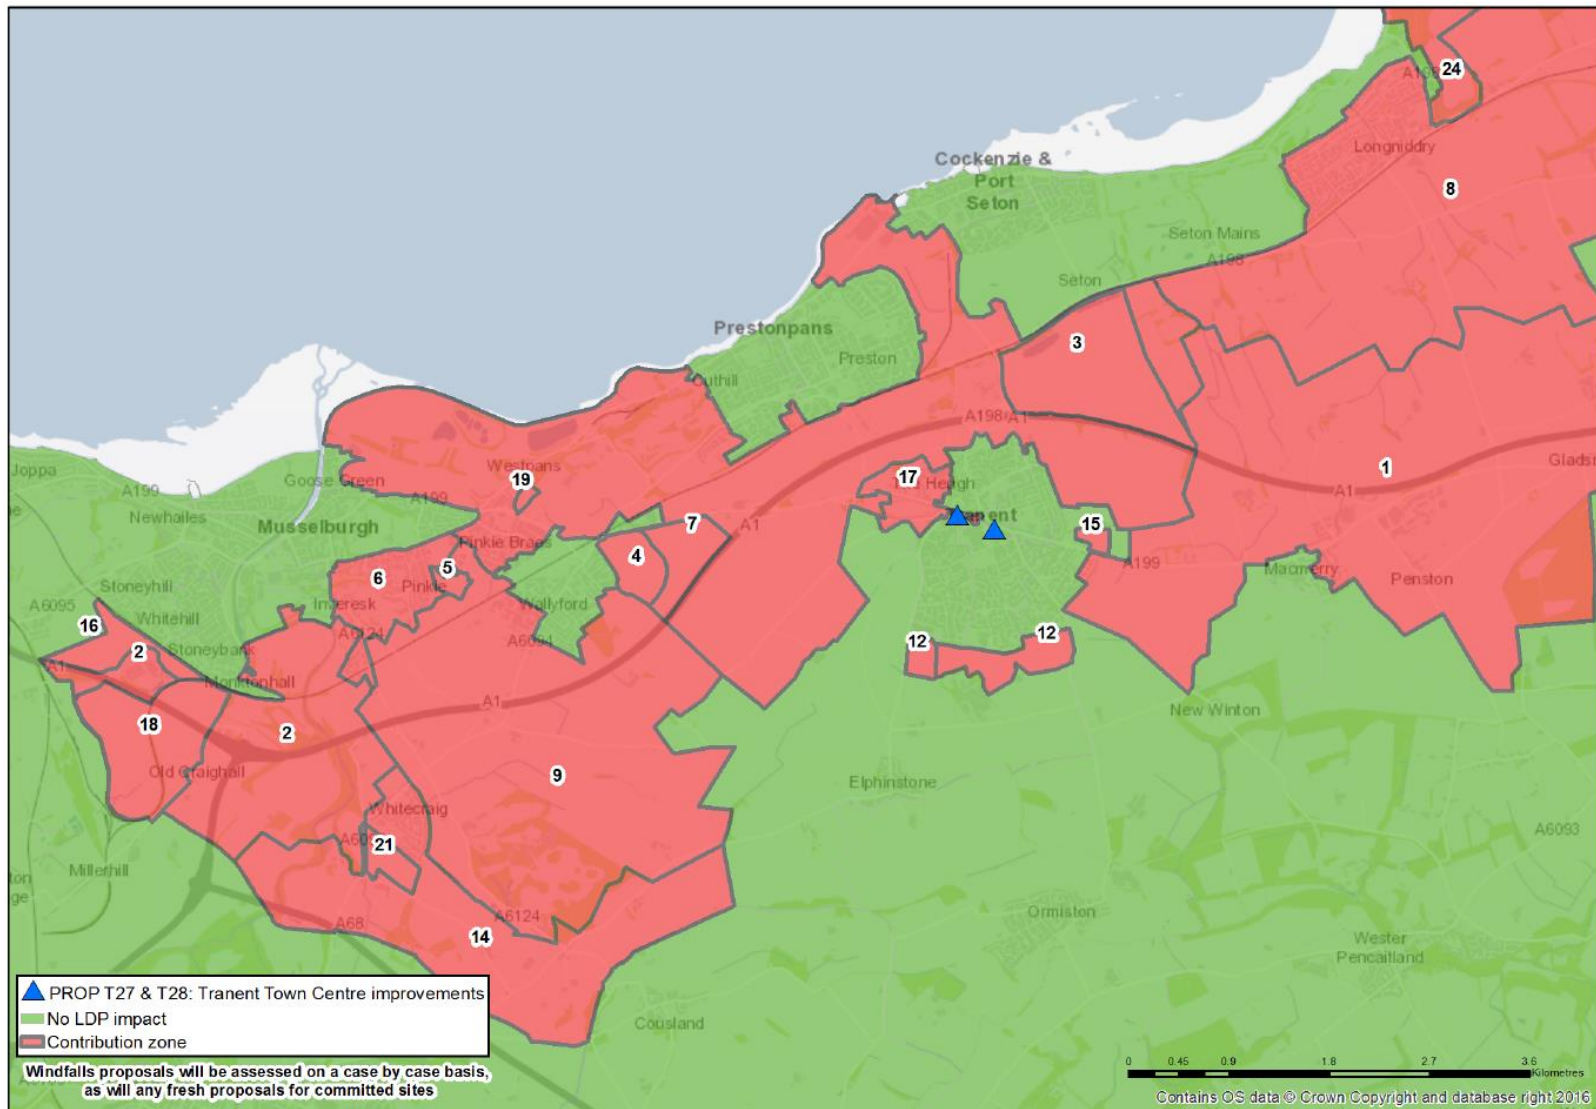 24
A198
Longniddry
8
Cockenzie &
Port
Seton
Seton Mains
A198
Seton
3
Prestonpans
Preston
Cuthill
A198
A1
1
A1
Westpans
19
17
Tranent
15
A199
Macmerry
Penston
Joppa
A199
Goose Green
A199
Newhailes
Musselburgh
7
A1
Pinkie Braes
4
5
6
Pinkie
Stoneyhill
Wallyford
A6095
Whitehill
Inveresk
A6124
A6094
16
2
Stoneybank
12
12
A1
Monktonhall
A1
18
2
New Winton
Old Craighall
9
Elphinstone
Whitecraig
A6093
21
Millerhill
Ormiston
A6124
A68
14
Wester
Pencaitland
Cousland
PROP T27 & T28: Tranent Town Centre improvements
No LDP impact
Contribution zone
Windfalls proposals will be assessed on a case by case basis,
as will any fresh proposals for committed sites
0 0.45 0.9 1.8 2.7 3.6
Kilometres
Contains OS data © Crown Copyright and database right 2016